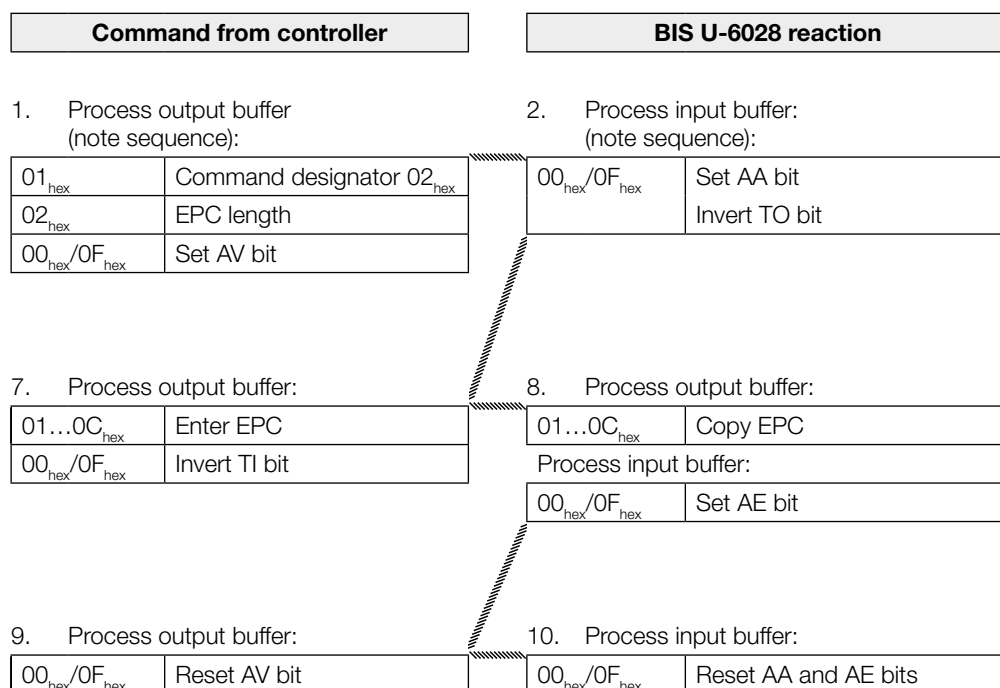 Command from controller
BIS U-6028 reaction
1. Process output buffer
(note sequence):
01hex Command designator 02hex
02hex EPC length
00hex/0Fhex Set AV bit
2. Process input buffer:
(note sequence):
00hex/0Fhex Set AA bit
Invert TO bit
7. Process output buffer:
01...0Chex Enter EPC
00hex/0Fhex Invert TI bit
8. Process output buffer:
01...0Chex Copy EPC
Process input buffer:
00hex/0Fhex Set AE bit
9. Process output buffer:
00hex/0Fhex Reset AV bit
10. Process input buffer:
00hex/0Fhex Reset AA and AE bits